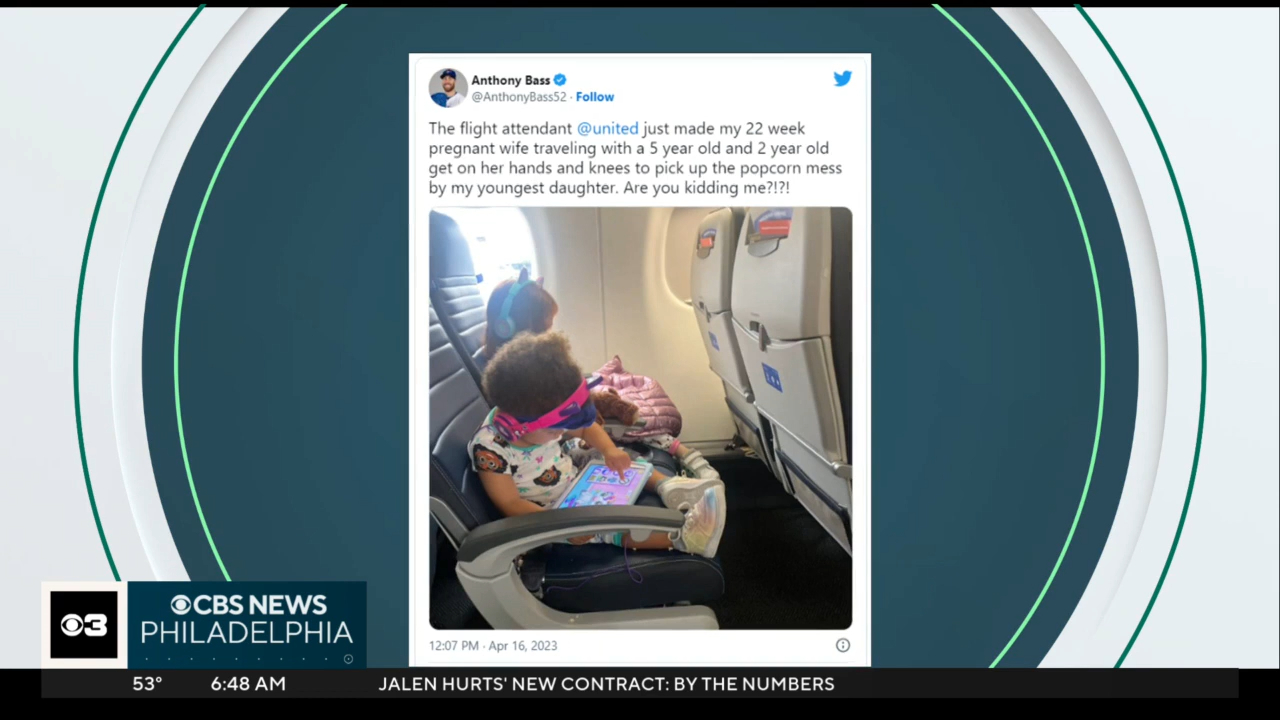 Anthony Bass
@AnthonyBass52 · Follow
The flight attendant @united just made my 22 week
pregnant wife traveling with a 5 year old and 2 year old
get on her hands and knees to pick up the popcorn mess
by my youngest daughter. Are you kidding me?!?!
12:07 PM · Apr 16, 2023
3
CBS NEWS
PHILADELPHIA
53° 6:48 AM JALEN HURTS' NEW CONTRACT: BY THE NUMBERS